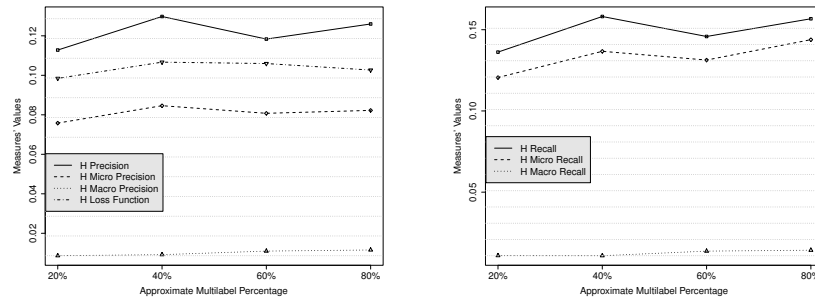 Measures' Values
0.12
0.10
0.08
0.06
0.04
0.02
H Precision
H Micro Precision
H Macro Precision
H Loss Function
20%
40%
60%
80%
Approximate Multilabel Percentage
Measures' Values
0.15
0.10
0.05
H Recall
H Micro Recall
H Macro Recall
20%
40%
60%
80%
Approximate Multilabel Percentage